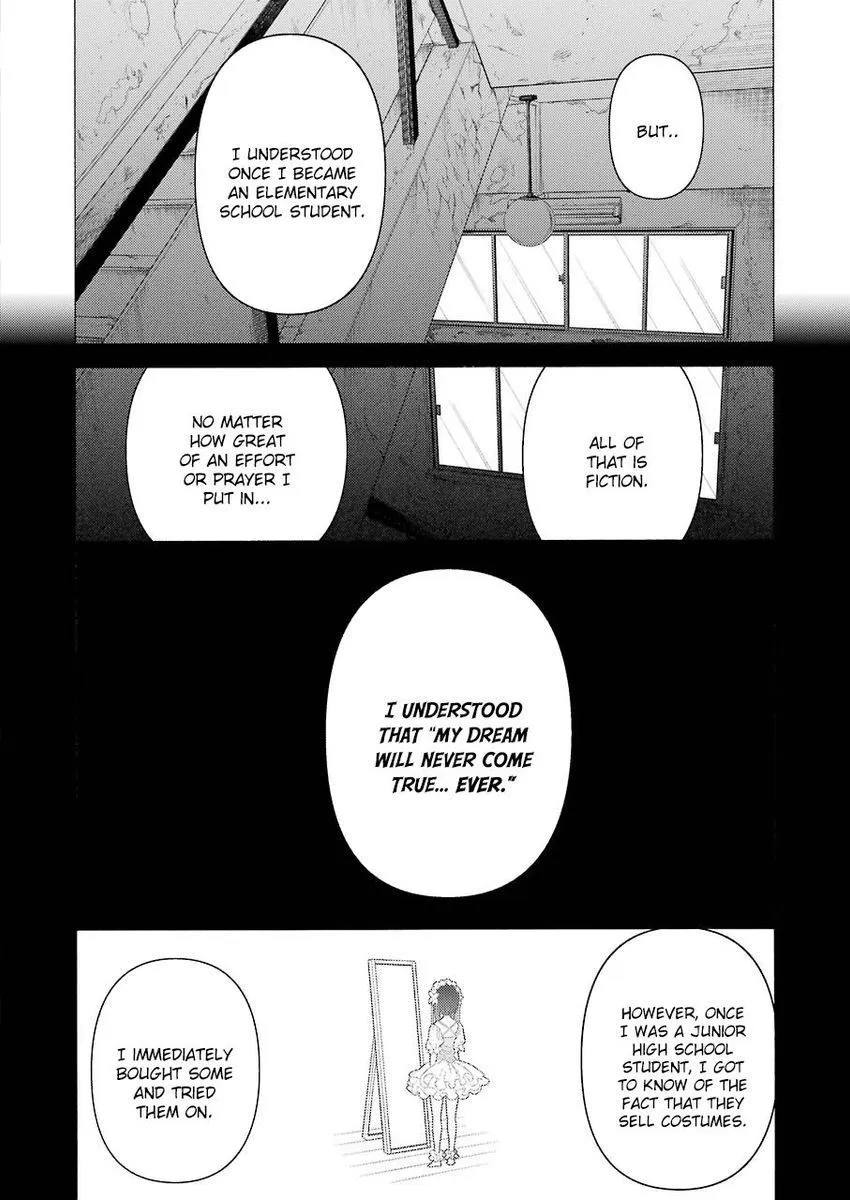 BUT..
I UNDERSTOOD
ONCE I BECAME
AN ELEMENTARY
SCHOOL STUDENT.
ALL OF
THAT IS
FICTION.
NO MATTER
HOW GREAT
OF AN EFFORT
OR PRAYER I
PUT IN...
I UNDERSTOOD
THAT "MY DREAM
WILL NEVER COME
TRUE... EVER."
HOWEVER, ONCE
I WAS A JUNIOR
HIGH SCHOOL
STUDENT, I GOT
TO KNOW OF THE
FACT THAT THEY
SELL COSTUMES.
I IMMEDIATELY
BOUGHT SOME
AND TRIED
THEM ON.